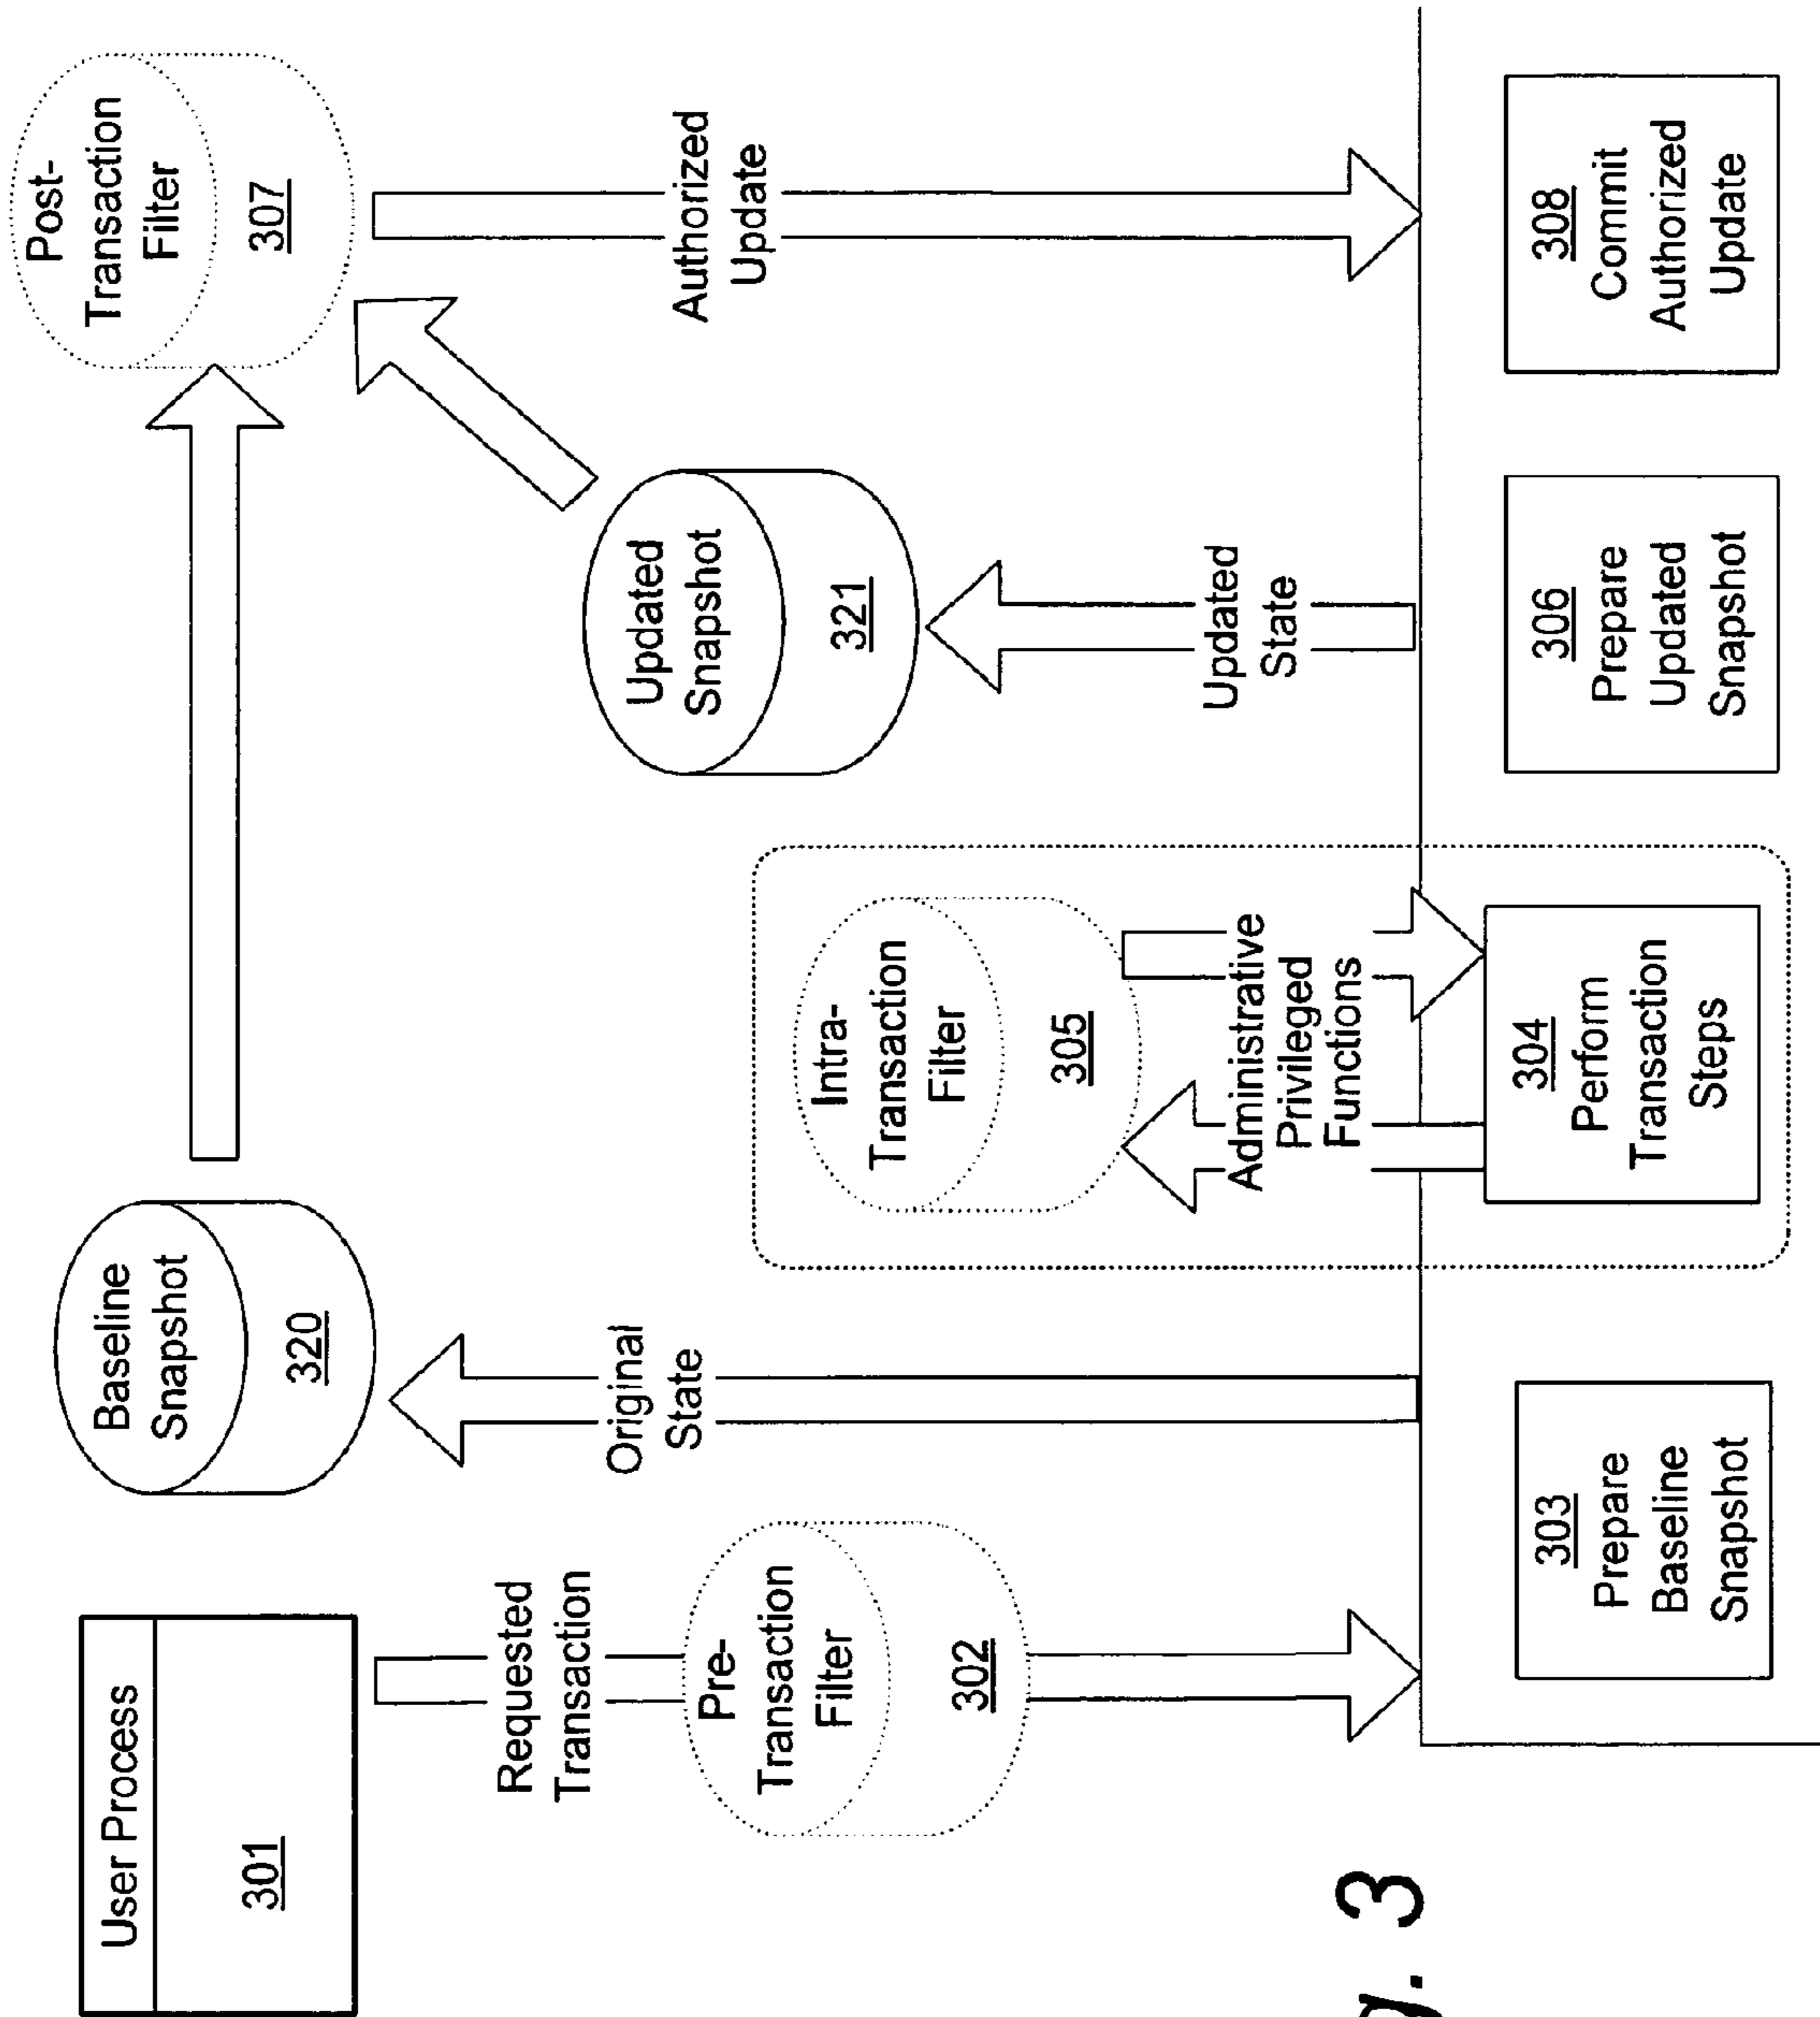 User Process
301
Requested
Transaction
Pre-
Transaction
Filter
302
303
Prepare
Baseline
Snapshot
Original
State
Baseline
Snapshot
320
Intra-
Transaction
Filter
305
Administrative
Privileged
Functions
304
Perform
Transaction
Steps
Updated
Snapshot
321
Updated
State
306
Prepare
Updated
Snapshot
Post-
Transaction
Filter
307
Authorized
Update
308
Commit
Authorized
Update
g. 3